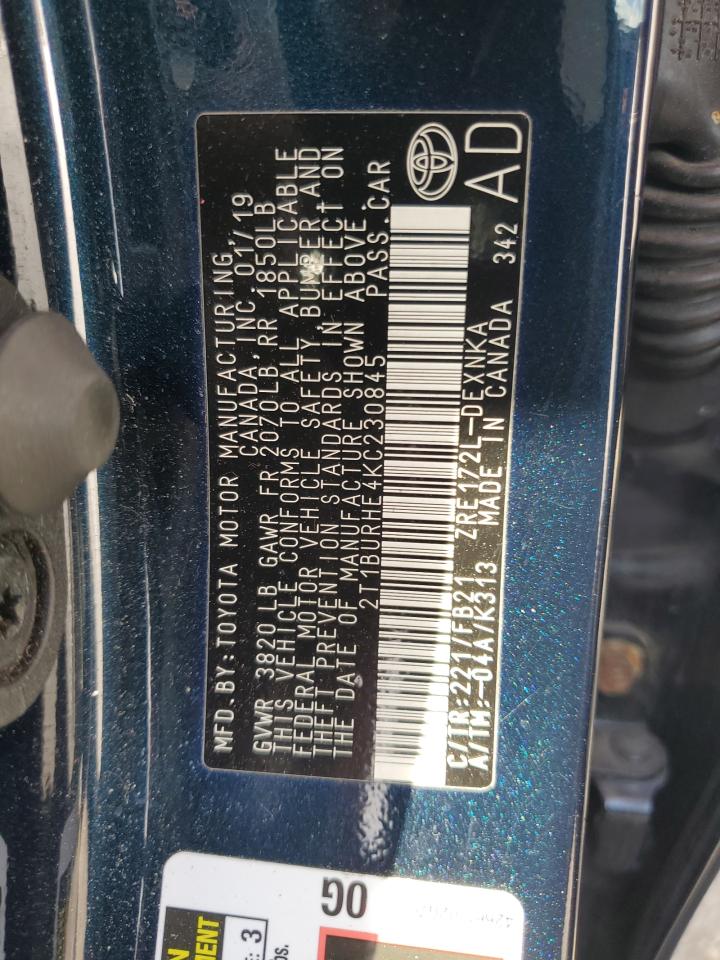 MFD.BY:TOYOTA MOTOR MANUFACTURING,
CANADA,INC. 01/19
GVWR 3820 LB GAWR FR 2070LB RR 1850LB
THIS VEHICLE CONFORMS TO ALL APPLICABLE
FEDERAL MOTOR VEHICLE SAFETY, BUMPER,AND
THEFT PREVENTION STANDARDS IN EFFECT ON
THE DATE OF MANUFACTURE SHOWN ABOVE.
2T1BURHE4KC230845 PASS.CAR
C/TR:221/FB21 ZRE172L-DEXNKA
A/TM:-04A/K313 MADE IN CANADA 342
AD
OG
3